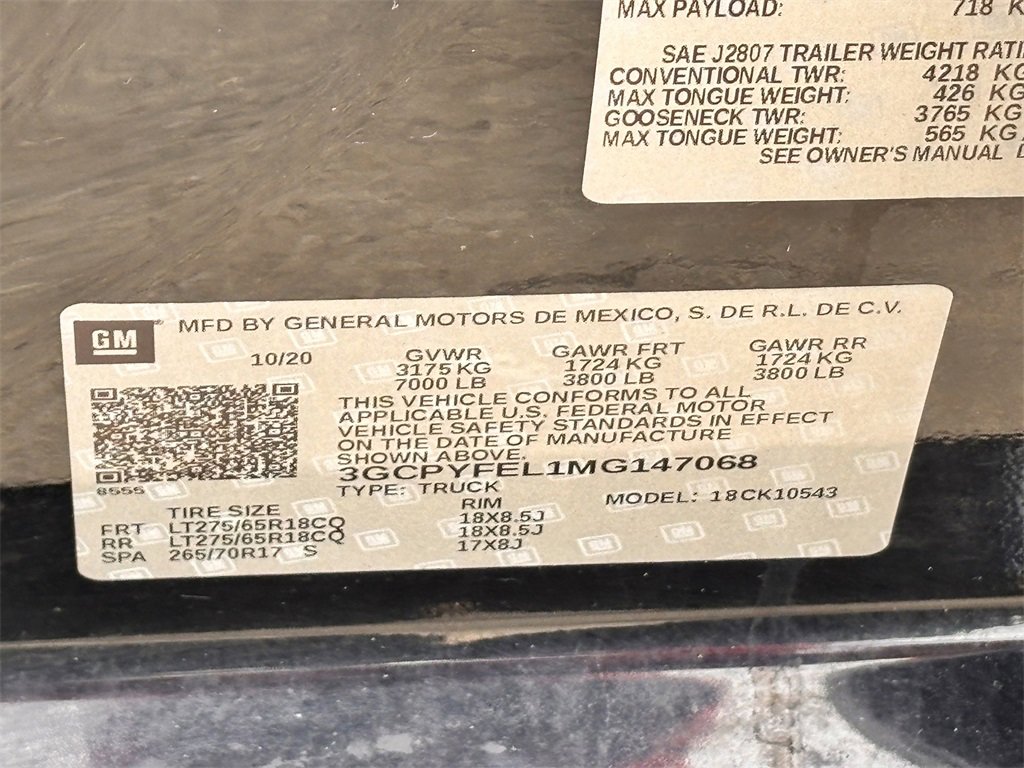 MAX PAYLOAD: 718 K
SAE J2807 TRAILER WEIGHT RATI
CONVENTIONAL TWR: 4218 KG
MAX TONGUE WEIGHT: 426 KG
GOOSENECK TWR: 3765 KG
MAX TONGUE WEIGHT: 565 KG
SEE OWNER'S MANUAL
GM MFD BY GENERAL MOTORS DE MEXICO, S. DE R.L. DE C.V.
10/20 GVWR GAWR FRT GAWR RR
3175 KG 1724 KG 1724 KG
7000 LB 3800 LB 3800 LB
THIS VEHICLE CONFORMS TO ALL
APPLICABLE U.S. FEDERAL MOTOR
VEHICLE SAFETY STANDARDS IN EFFECT
ON THE DATE OF MANUFACTURE
SHOWN ABOVE.
3GCPYFEL1MG147068
8555 TYPE: TRUCK MODEL: 18CK10543
TIRE SIZE RIM
FRT LT275/65R18CQ 18X8.5J
RR LT275/65R18CQ 18X8.5J
SPA 265/70R17 S 17X8J